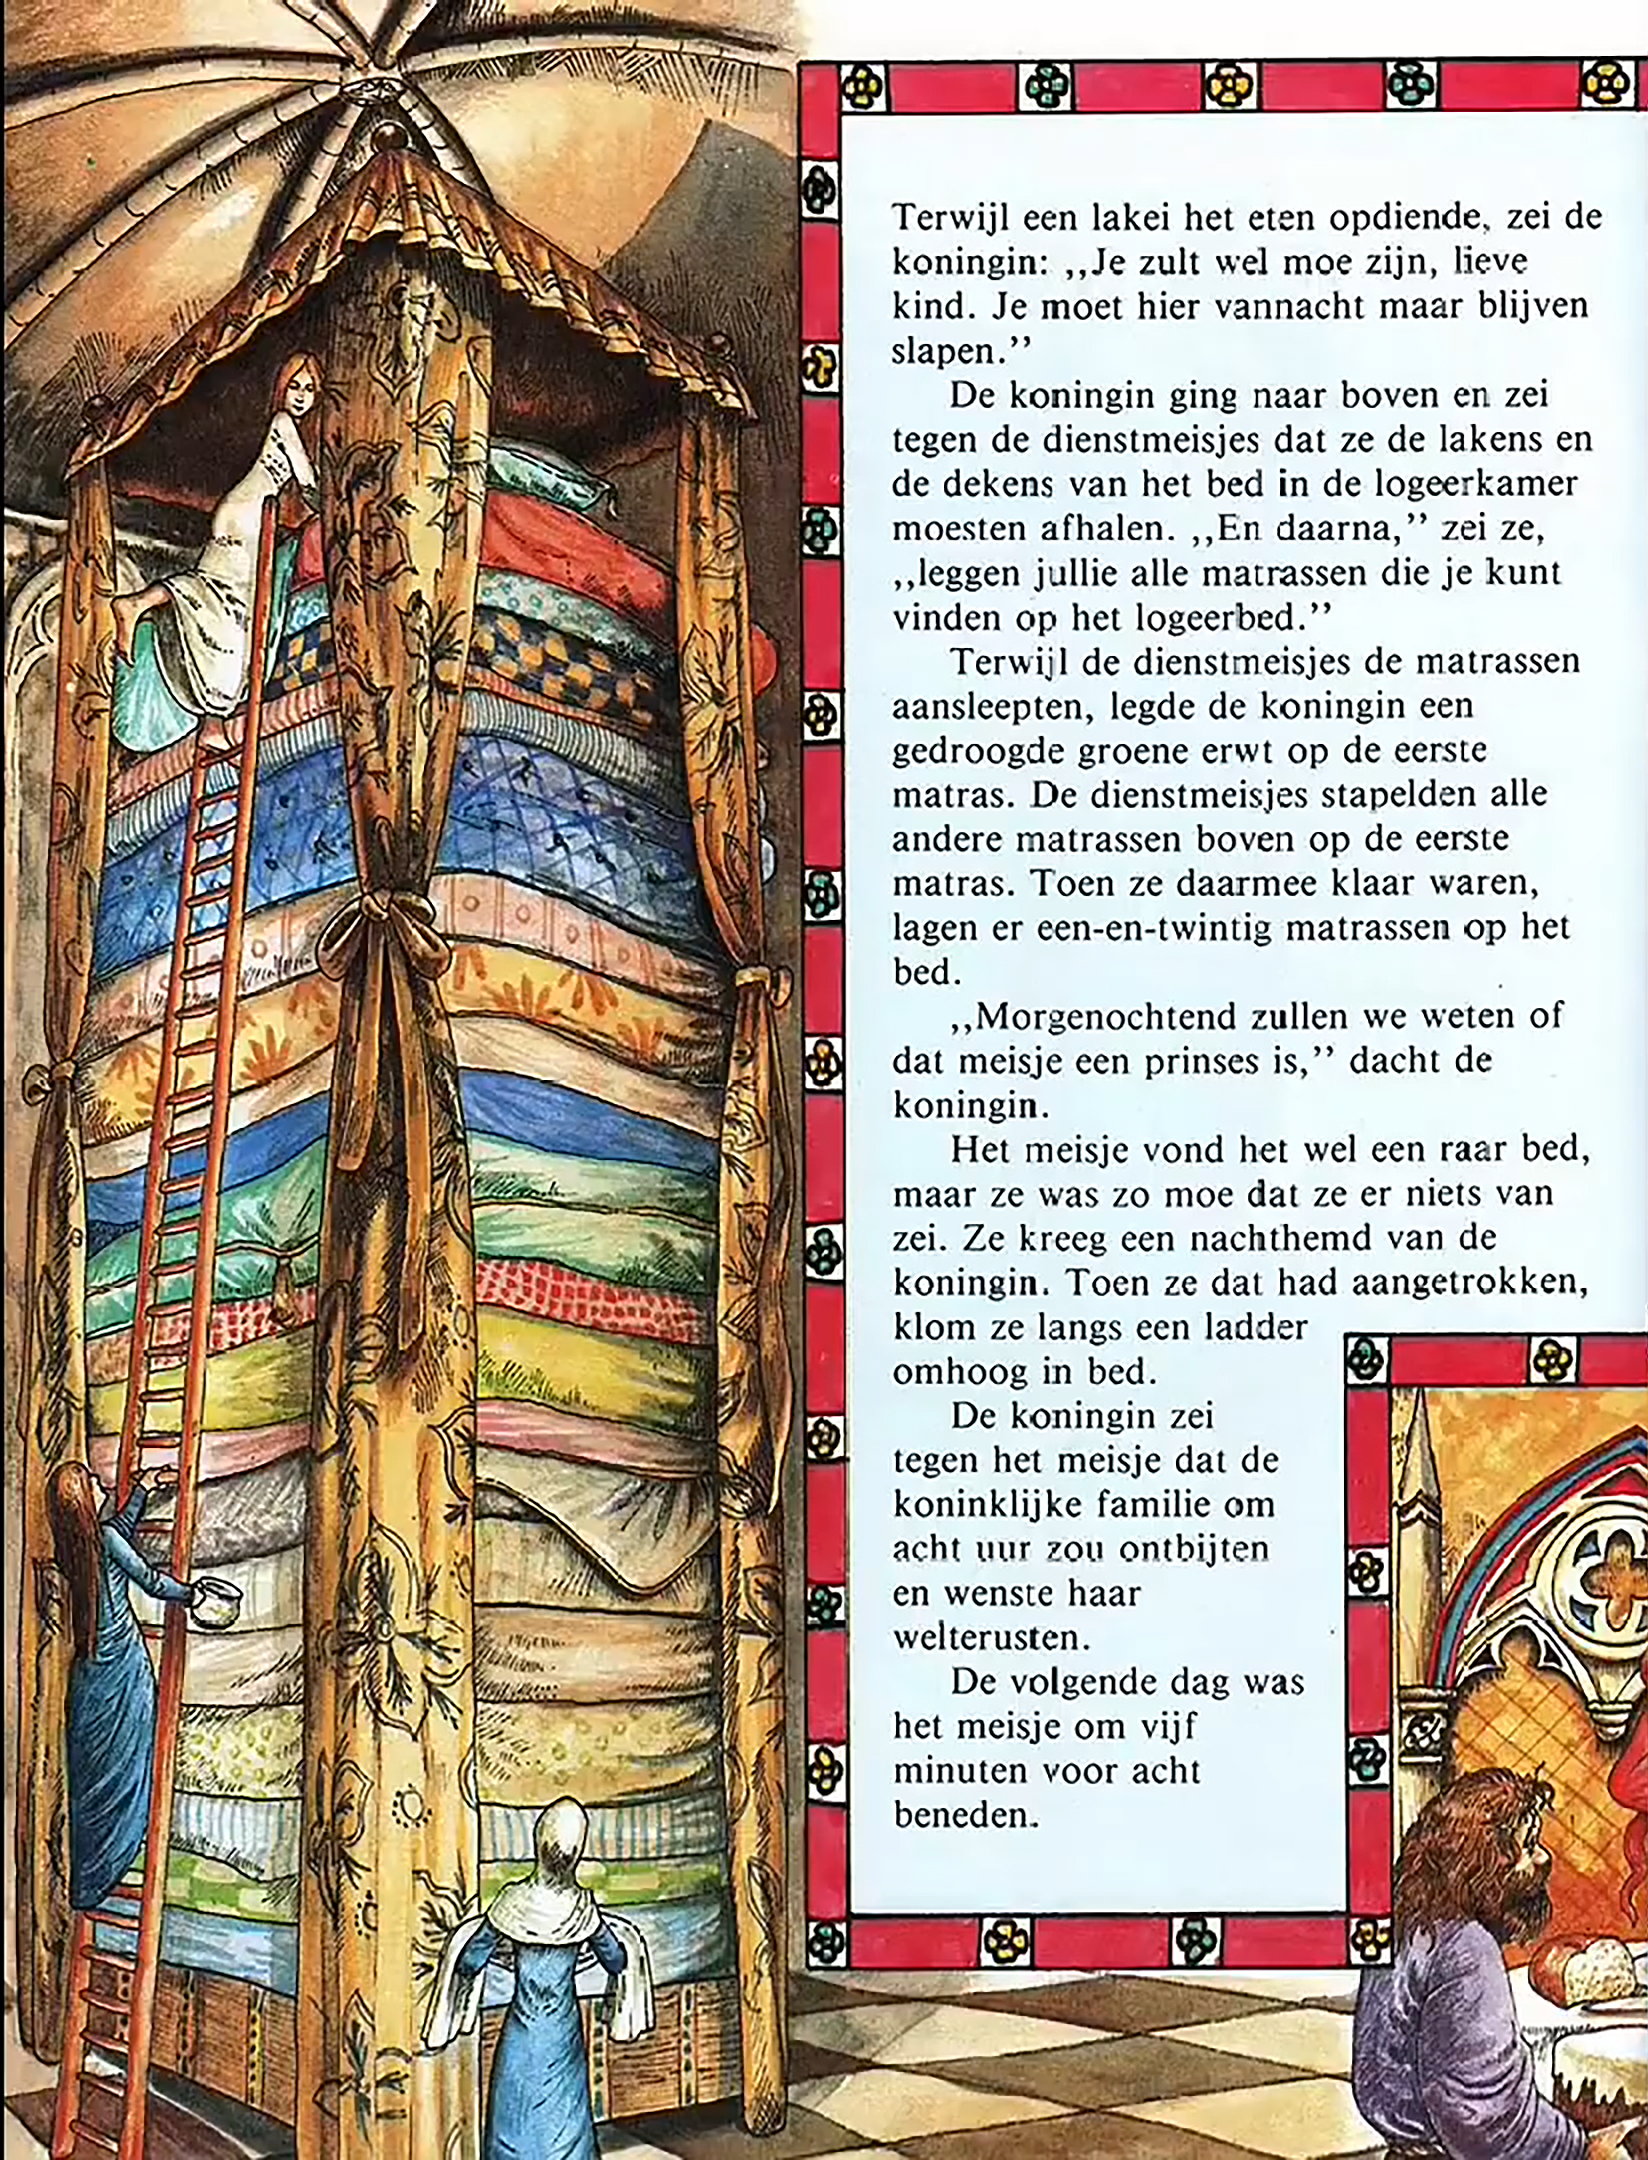 Terwijl een lakei het eten opdiende, zei de
koningin: ,,Je zult wel moe zijn, lieve
kind. Je moet hier vannacht maar blijven
slapen.’’
De koningin ging naar boven en zei
tegen de dienstmeisjes dat ze de lakens en
de dekens van het bed in de logeerkamer
moesten afhalen. ,,En daarna,’’ zei ze,
,,leggen jullie alle matrassen die je kunt
vinden op het logeerbed.’’
Terwijl de dienstmeisjes de matrassen
aansleepten, legde de koningin een
gedroogde groene erwt op de eerste
matras. De dienstmeisjes stapelden alle
andere matrassen boven op de eerste
matras. Toen ze daarmee klaar waren,
lagen er een-en-twintig matrassen op het
bed.
,,Morgenochtend zullen we weten of
dat meisje een prinses is,’’ dacht de
koningin.
Het meisje vond het wel een raar bed,
maar ze was zo moe dat ze er niets van
zei. Ze kreeg een nachthemd van de
koningin. Toen ze dat had aangetrokken,
klom ze langs een ladder
omhoog in bed.
De koningin zei
tegen het meisje dat de
koninklijke familie om
acht uur zou ontbijten
en wenste haar
welterusten.
De volgende dag was
het meisje om vijf
minuten voor acht
beneden.